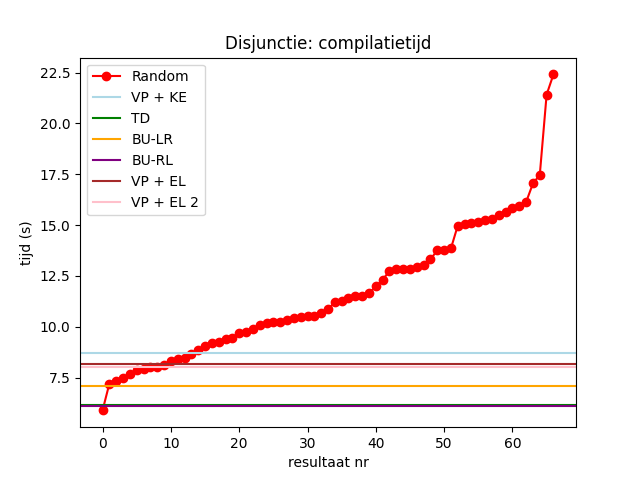 Disjunctie: compilatietijd
tijd (s)
22.5
20.0
17.5
15.0
12.5
10.0
7.5
Random
VP + KE
TD
BU-LR
BU-RL
VP + EL
VP + EL 2
0 10 20 30 40 50 60
resultaat nr